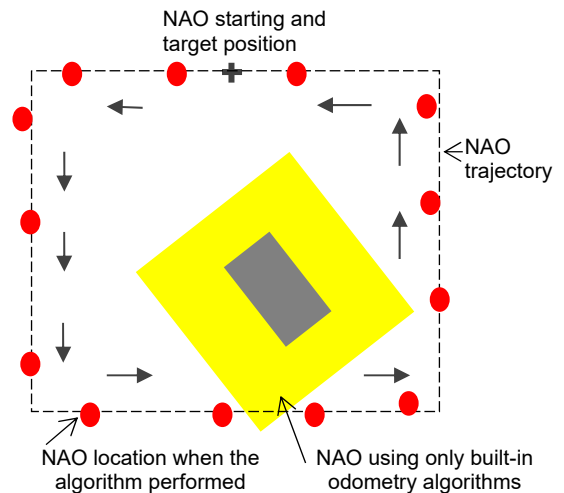 NAO starting and
target position
NAO
trajectory
NAO location when the
algorithm performed
NAO using only built-in
odometry algorithms